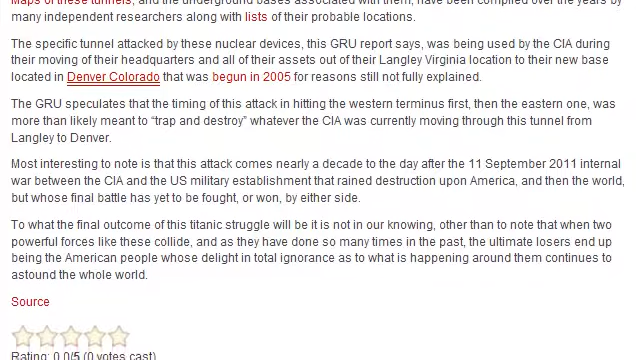 Maps of these tunnels, and the underground bases associated with them, have been compiled over the years by
many independent researchers along with lists of their probable locations.
The specific tunnel attacked by these nuclear devices, this GRU report says, was being used by the CIA during
their moving of their headquarters and all of their assets out of their Langley Virginia location to their new base
located in Denver Colorado that was begun in 2005 for reasons still not fully explained.
The GRU speculates that the timing of this attack in hitting the western terminus first, then the eastern one, was
more than likely meant to “trap and destroy” whatever the CIA was currently moving through this tunnel from
Langley to Denver.
Most interesting to note is that this attack comes nearly a decade to the day after the 11 September 2011 internal
war between the CIA and the US military establishment that rained destruction upon America, and then the world,
but whose final battle has yet to be fought, or won, by either side.
To what the final outcome of this titanic struggle will be it is not in our knowing, other than to note that when two
powerful forces like these collide, and as they have done so many times in the past, the ultimate losers end up
being the American people whose delight in total ignorance as to what is happening around them continues to
astound the whole world.
Source
Rating: 0.0/5 (0 votes cast)